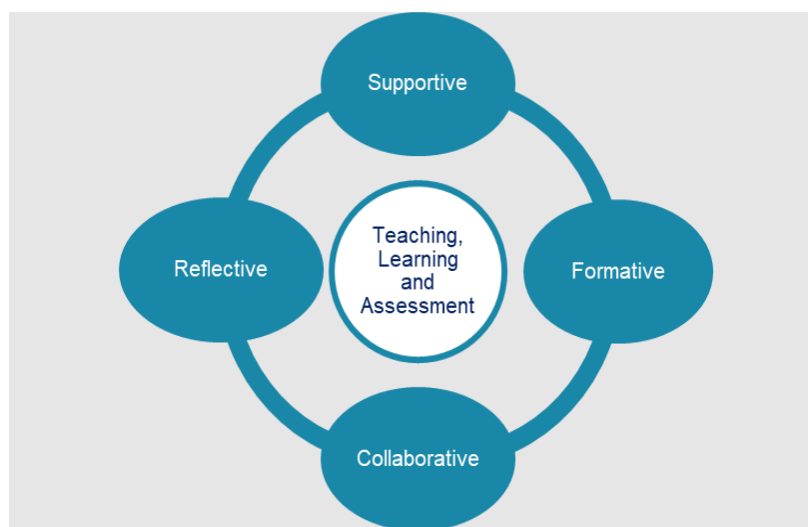 Supportive
Reflective
Teaching,
Learning
and
Assessment
Formative
Collaborative